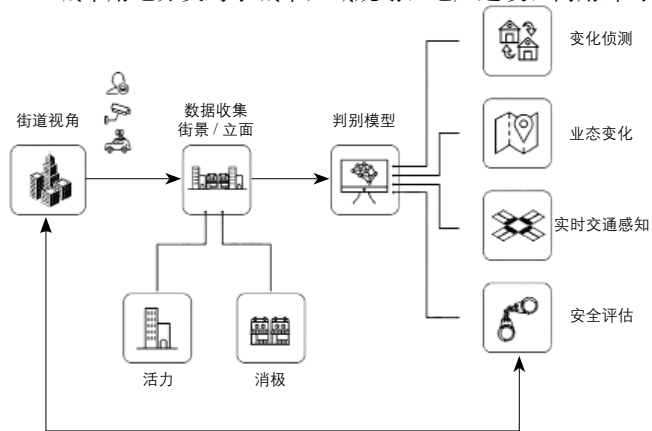 变化侦测
数据收集
街景 / 立面
街道视角
判别模型
业态变化
实时交通感知
安全评估
活力
消极